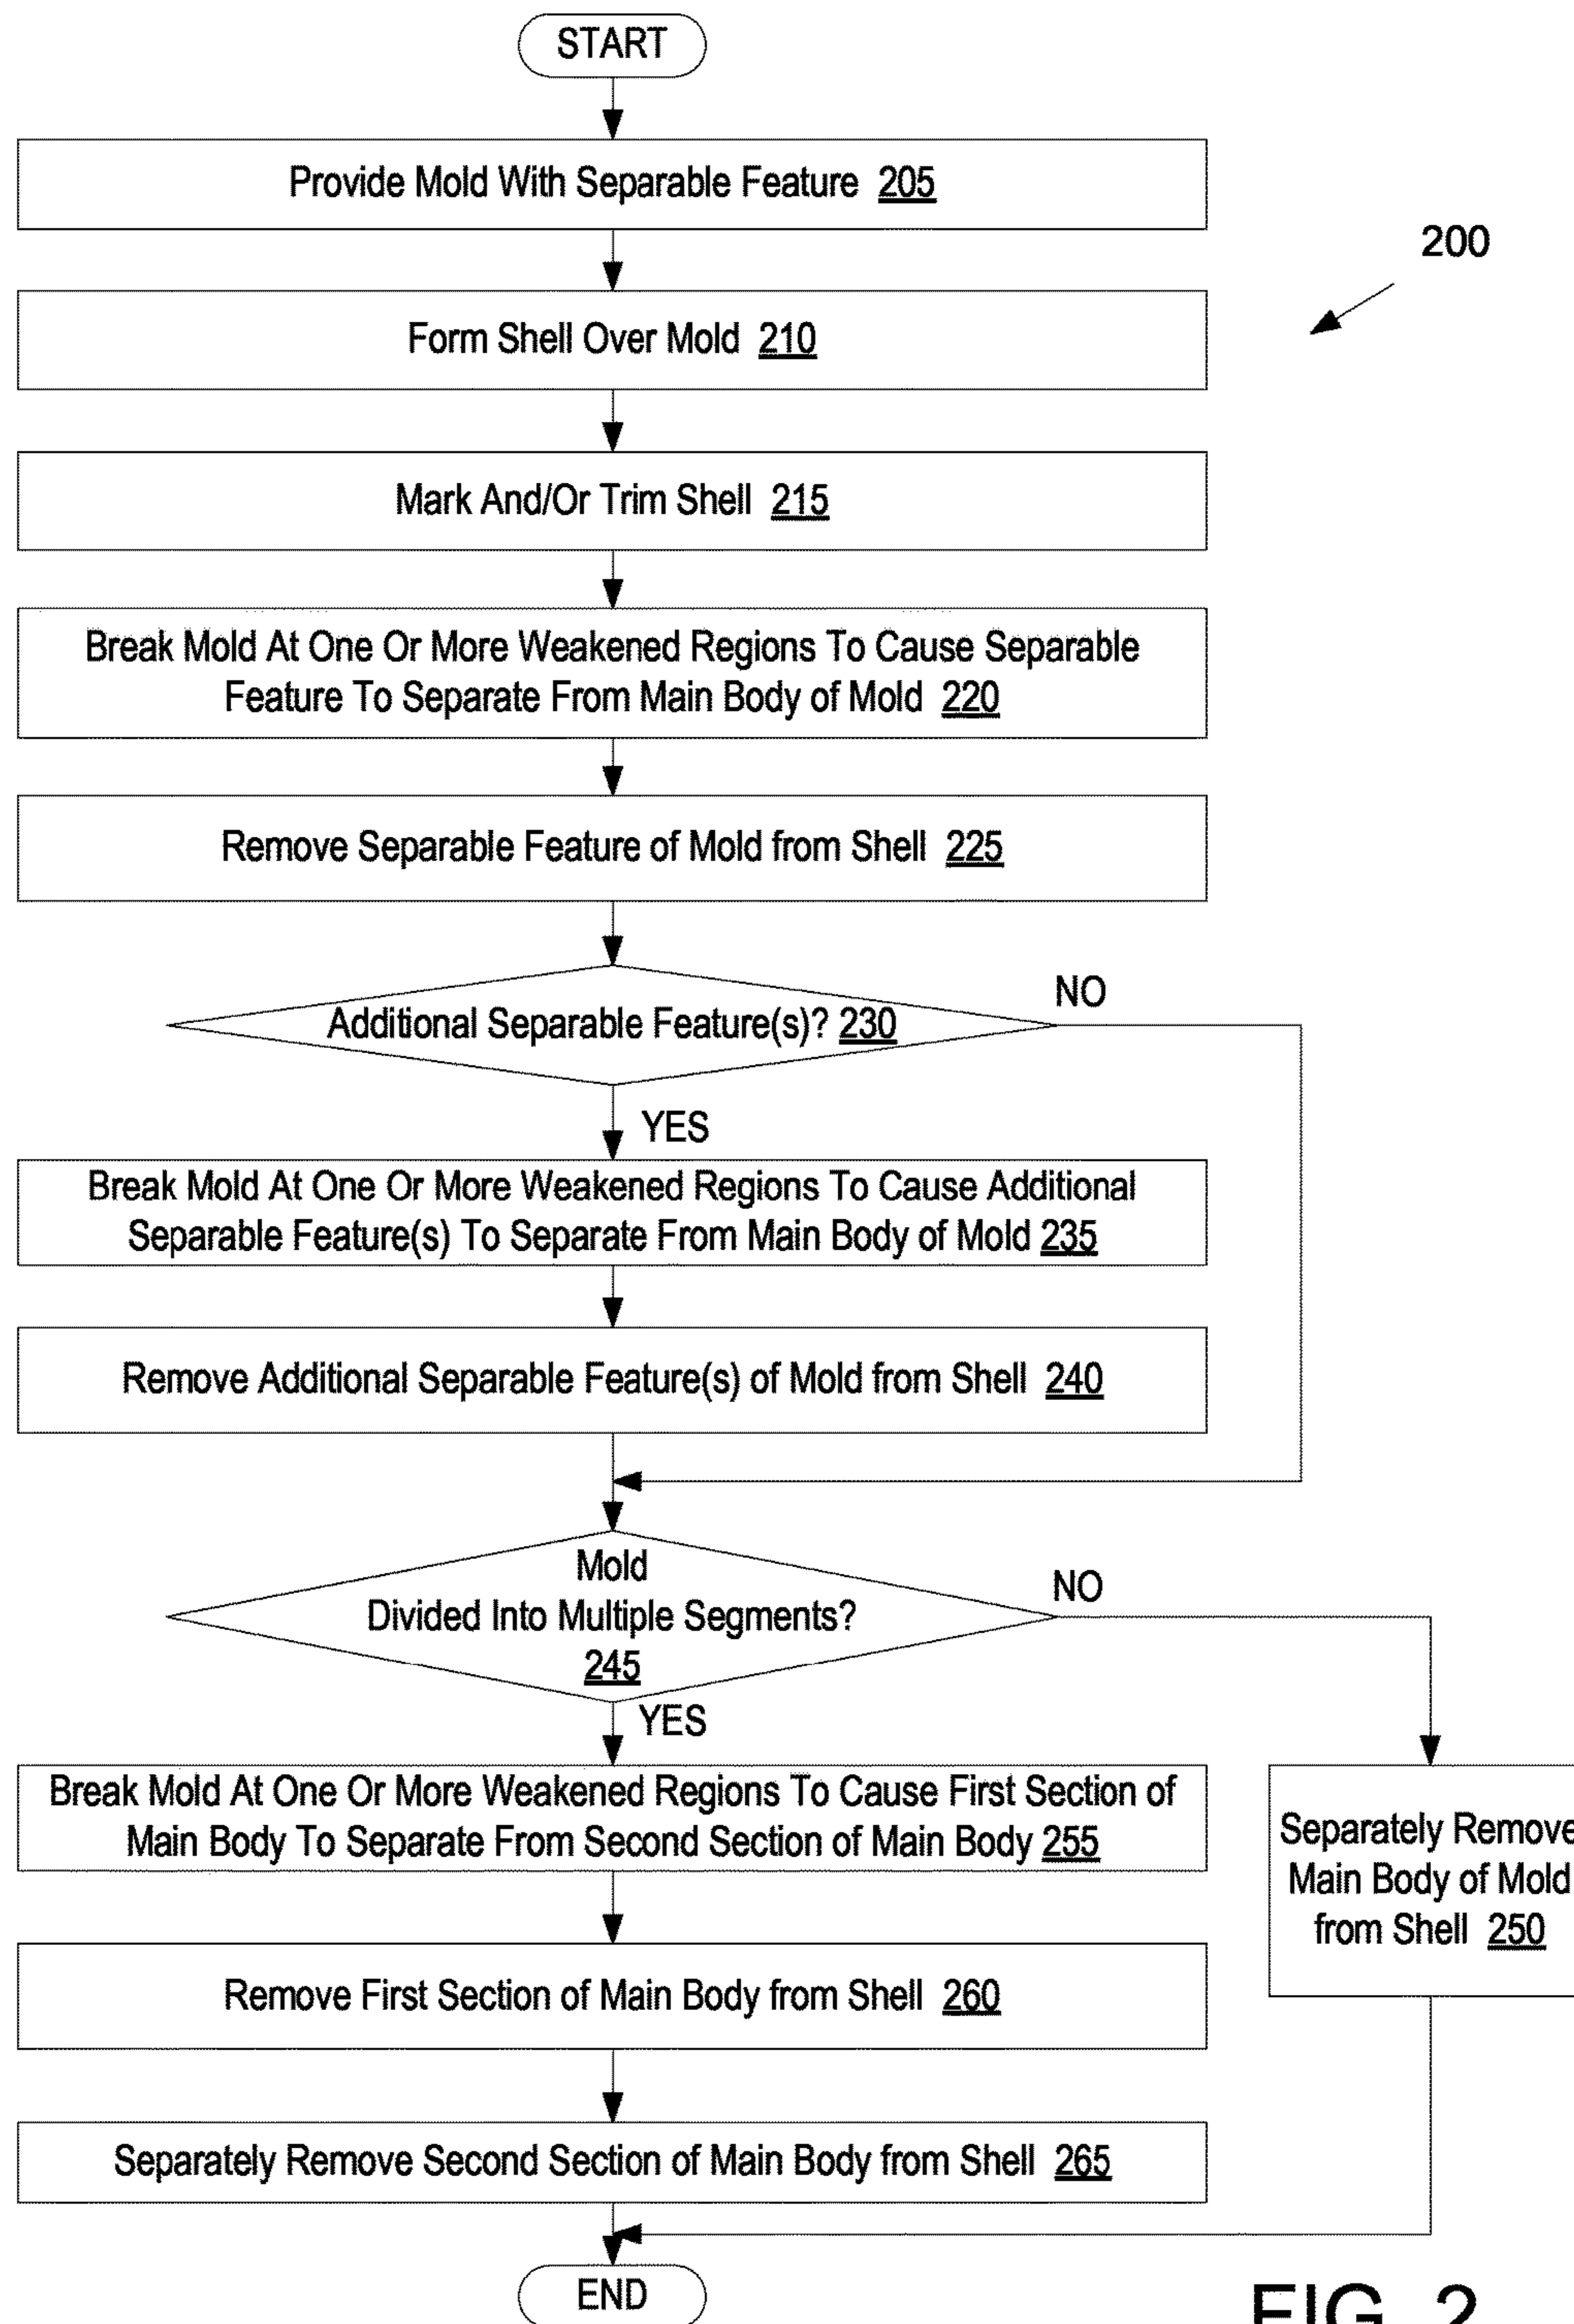 START
Provide Mold With Separable Feature 205
200
Form Shell Over Mold 210
Mark And/Or Trim Shell 215
Break Mold At One Or More Weakened Regions To Cause Separable
Feature To Separate From Main Body of Mold 220
Remove Separable Feature of Mold from Shell 225
NO
Additional Separable Feature(s)? 230
YES
Break Mold At One Or More Weakened Regions To Cause Additional
Separable Feature(s) To Separate From Main Body of Mold 235
Remove Additional Separable Feature(s) of Mold from Shell 240
Mold
Divided Into Multiple Segments?
245
NO
YES
Break Mold At One Or More Weakened Regions To Cause First Section of
Main Body To Separate From Second Section of Main Body 255
Separately Remove
Main Body of Mold
from Shell 250
Remove First Section of Main Body from Shell 260
Separately Remove Second Section of Main Body from Shell 265
END
FIG. 2